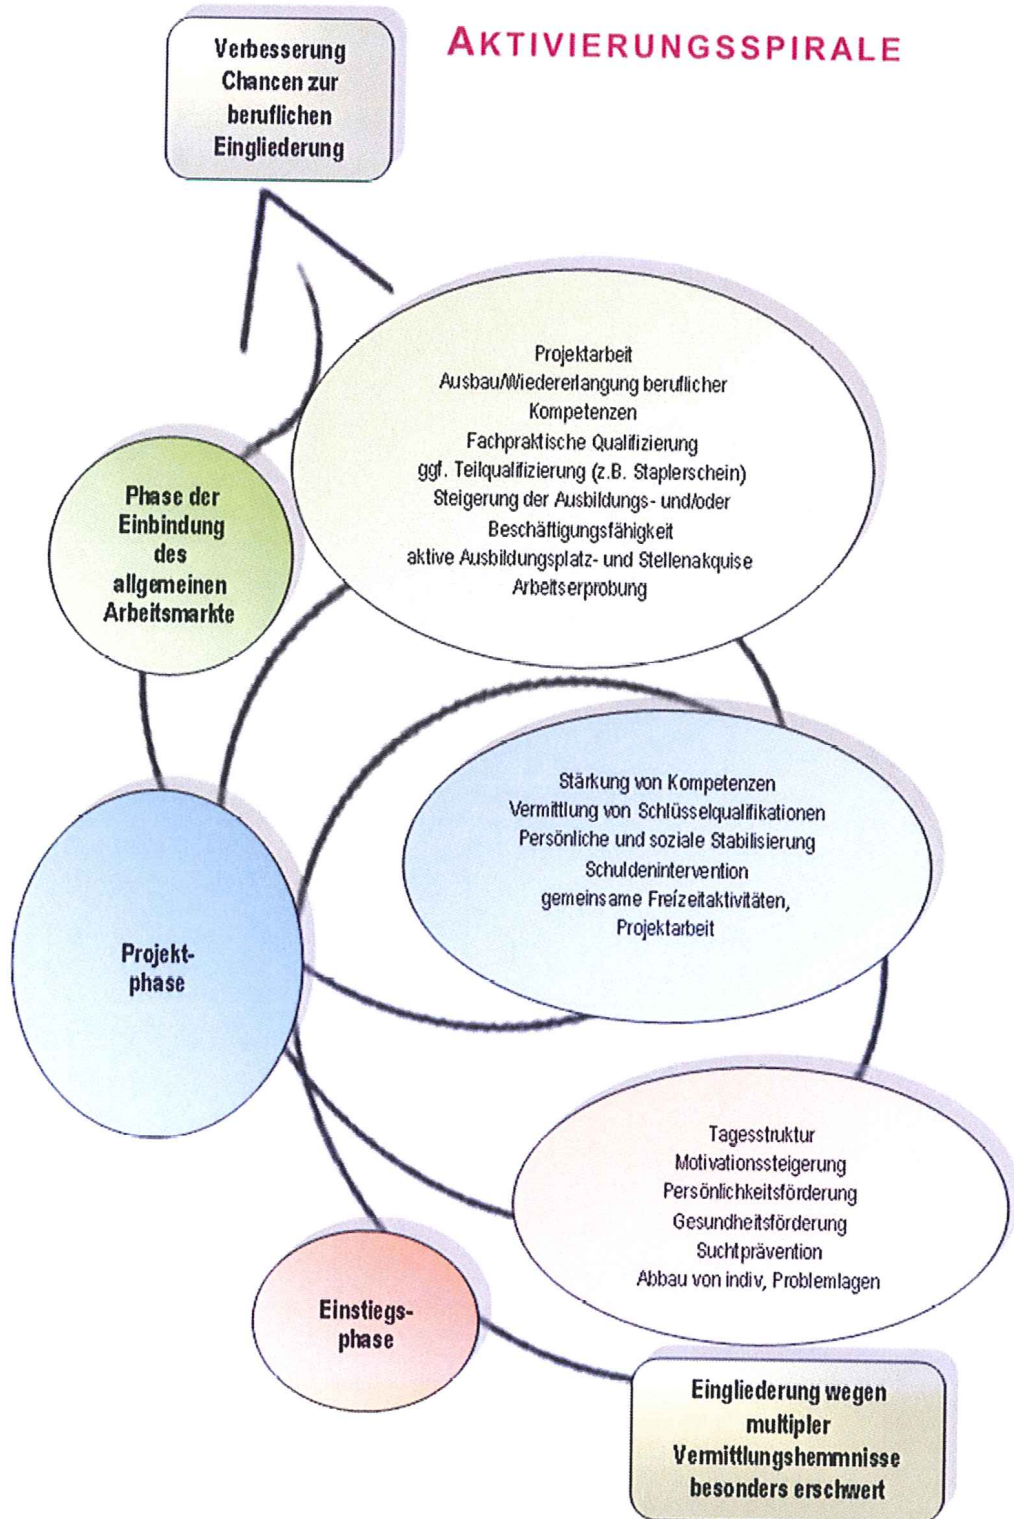 AKTIVIERUNGSSPIRALE
Verbesserung
Chancen zur
beruflichen
Eingliederung
Projektarbeit
Ausbau/Wiedererlangung beruflicher
Kompetenzen
Fachpraktische Qualifizierung
ggf. Teilqualifizierung (z.B. Staplerschein)
Steigerung der Ausbildungs- und/oder
Beschäftigungsfähigkeit
aktive Ausbildungsplatz- und Stellenakquise
Arbeitserprobung
Phase der
Einbindung
des
allgemeinen
Arbeitsmarkte
Stärkung von Kompetenzen
Vermittlung von Schlüsselqualifikationen
Persönliche und soziale Stabilisierung
Schuldenintervention
gemeinsame Freizeitaktivitäten,
Projektarbeit
Projekt-
phase
Tagesstruktur
Motivationssteigerung
Persönlichkeitsförderung
Gesundheitsförderung
Suchtprävention
Abbau von indiv, Problemlagen
Einstiegs-
phase
Eingliederung wegen
multipler
Vermittlungshemmnisse
besonders erschwert